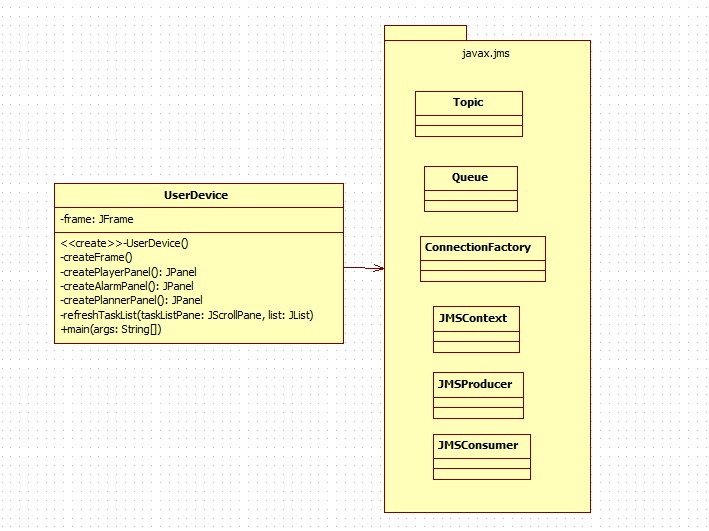 UserDevice
-frame: JFrame
<<create>>-UserDevice()
-createFrame()
-createPlayerPanel(): JPanel
-createAlarmPanel(): JPanel
-createPlannerPanel(): JPanel
-refreshTaskList(taskListPane: JScrollPane, list: JList)
+main(args: String[])
javax.jms
Topic
Queue
ConnectionFactory
JMSContext
JMSProducer
JMSConsumer